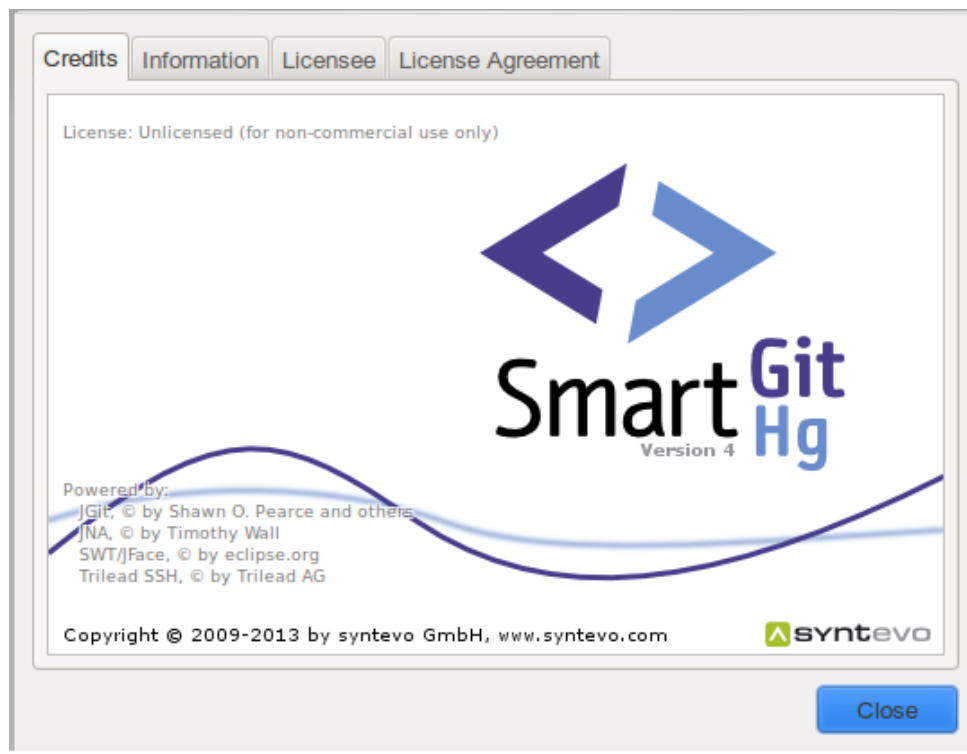 Credits Information Licensee License Agreement
License: Unlicensed (for non-commercial use only)
Smart Git
Hg
Version 4
Powered by:
JGit, © by Shawn O. Pearce and others
JNA, © by Timothy Wall
SWT/JFace, © by eclipse.org
Trilead SSH, © by Trilead AG
Copyright © 2009-2013 by syntevo GmbH, www.syntevo.com
syntevo
Close